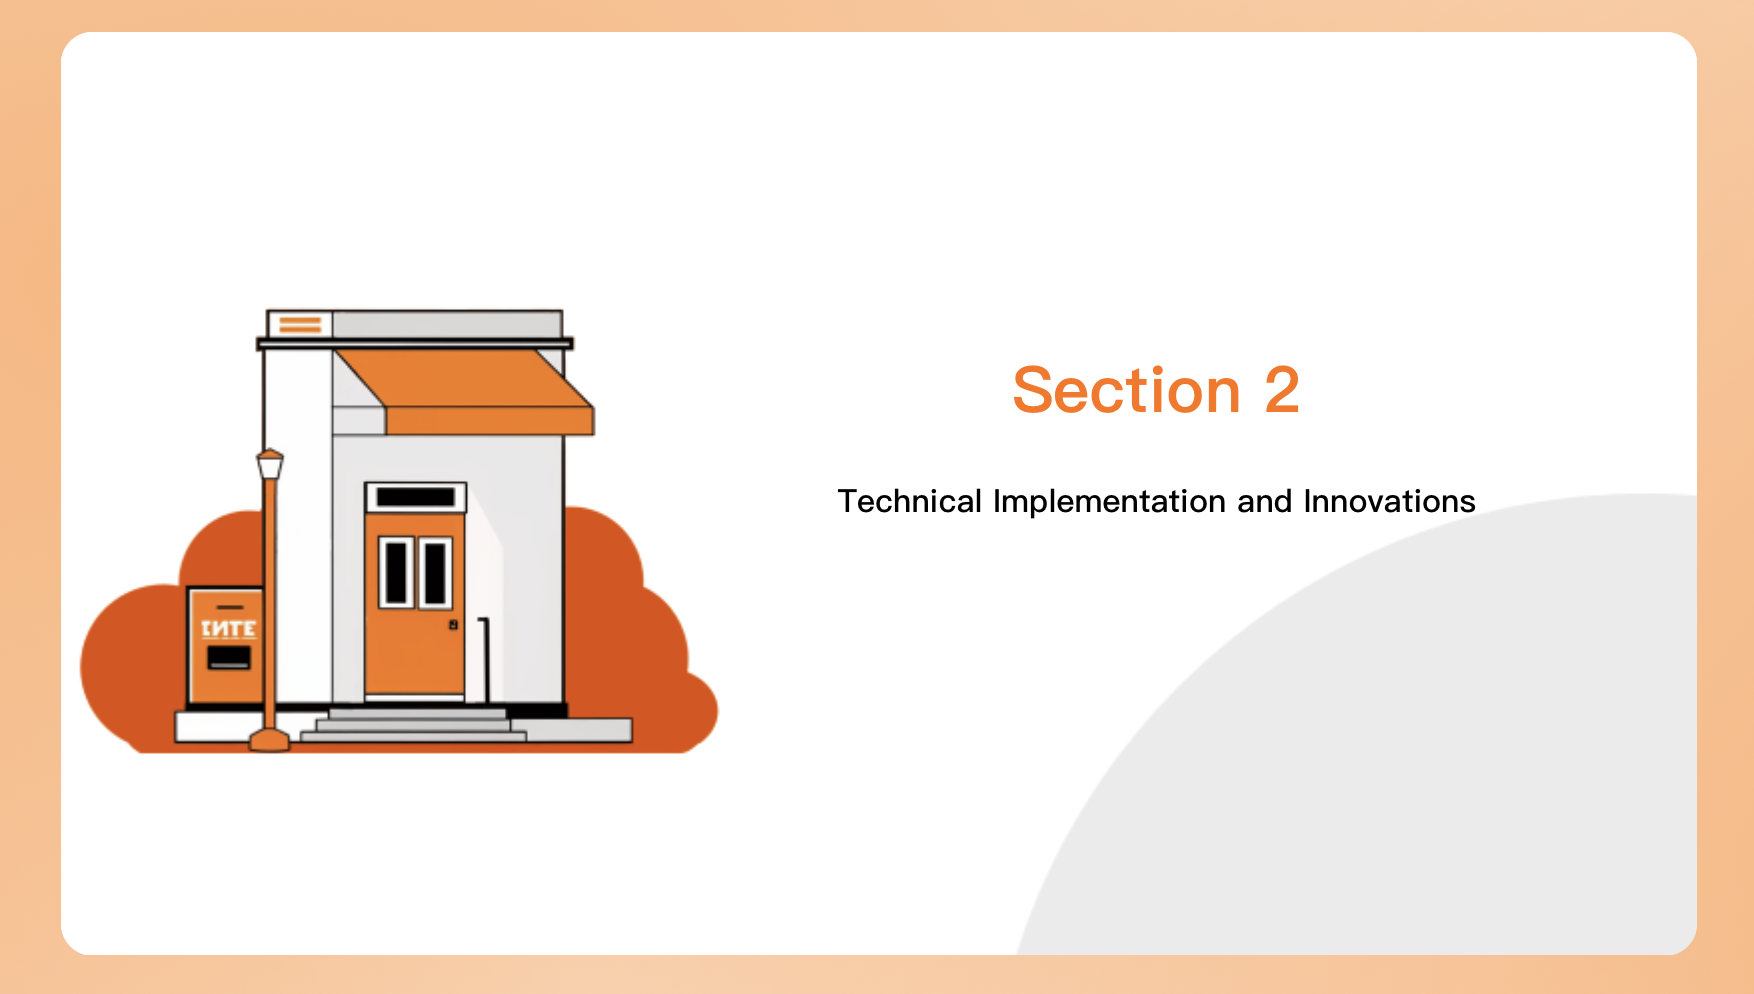 Section 2
Technical Implementation and Innovations